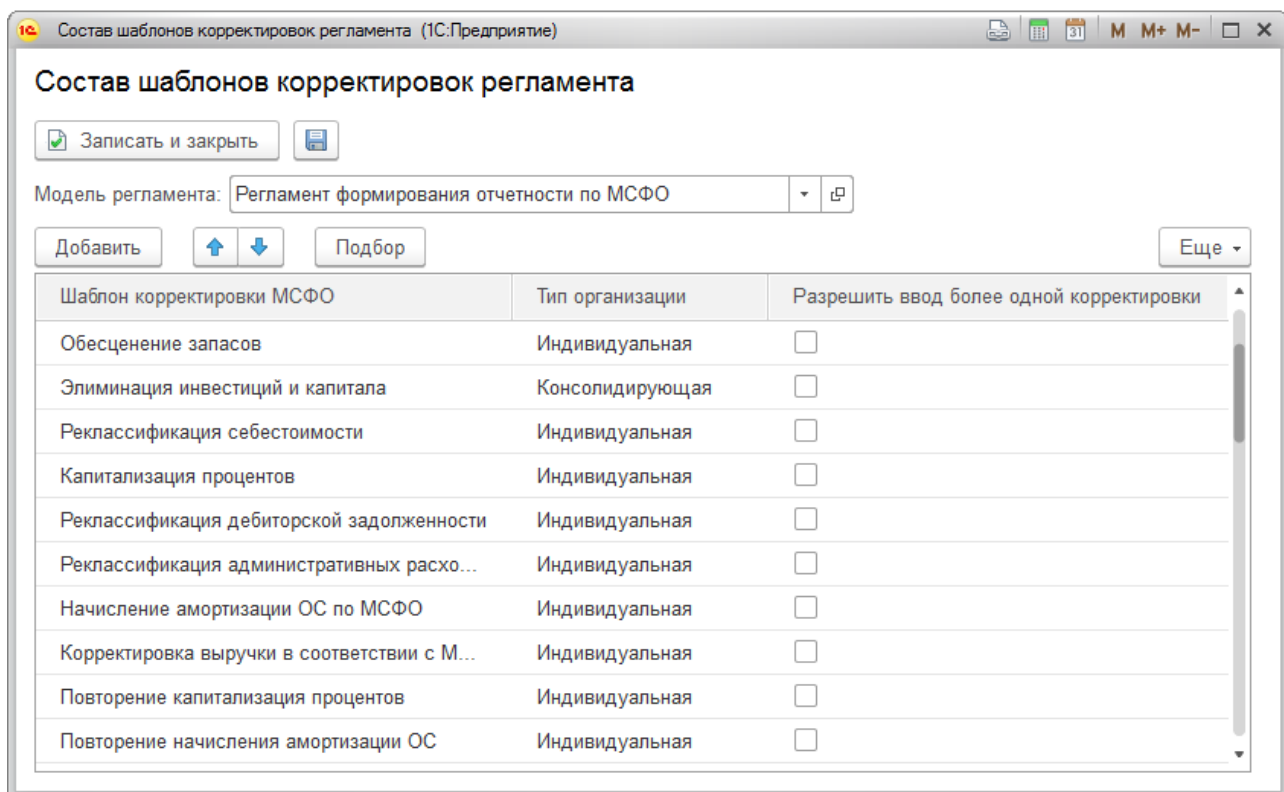 1С Состав шаблонов корректировок регламента (1С:Предприятие) 31 M M+ M-
Состав шаблонов корректировок регламента
Записать и закрыть
Модель регламента: Регламент формирования отчетности по МСФО
Добавить Подбор Еще
Шаблон корректировки МСФО Тип организации Разрешить ввод более одной корректировки
Обесценение запасов Индивидуальная
Элиминация инвестиций и капитала Консолидирующая
Реклассификация себестоимости Индивидуальная
Капитализация процентов Индивидуальная
Реклассификация дебиторской задолженности Индивидуальная
Реклассификация административных расхо... Индивидуальная
Начисление амортизации ОС по МСФО Индивидуальная
Корректировка выручки в соответствии с М... Индивидуальная
Повторение капитализация процентов Индивидуальная
Повторение начисления амортизации ОС Индивидуальная